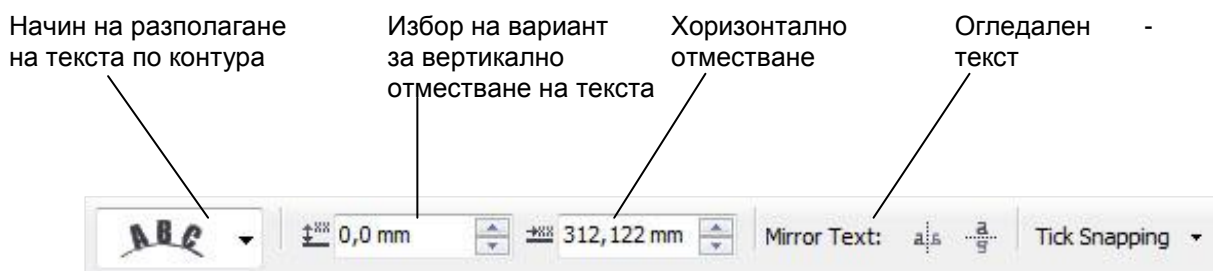 Начин на разполагане
на текста по контура
Избор на вариант
за вертикално
отместване на текста
Хоризонтално
отместване
Огледален -
текст
ABC 0,0 mm 312,122 mm Mirror Text: Tick Snapping